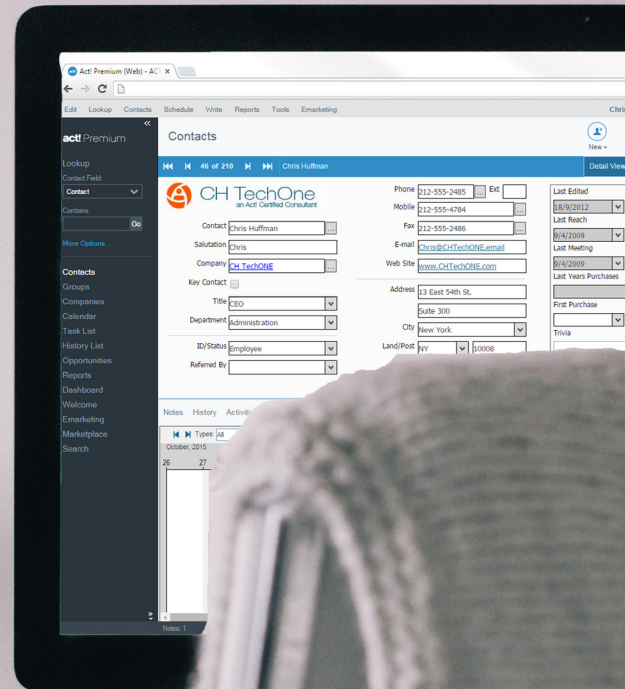 act! Act! Premium (Web) - ACT ×
Edit Lookup Contacts Schedule Write Reports Tools Emarketing
act! Premium
«
Contacts
New
Lookup
Contact Field:
Contact
Contains:
Go
More Options...
46 of 210 Chris Huffman
Detail View
Contacts
Groups
Companies
Calendar
Task List
History List
Opportunities
Reports
Dashboard
Welcome
Emarketing
Marketplace
Search
CH TechOne
an Act! Certified Consultant
Contact Chris Huffman ...
Salutation Chris
Company CH TechONE ...
Key Contact
Title CEO
Department Administration
ID/Status Employee
Referred By
Phone 212-555-2485 ... Ext
Mobile 212-555-4784 ...
Fax 212-555-2486 ...
E-mail Chris@CHTechONE.email
Web Site www.CHTechONE.com
Address 13 East 54th St.
Suite 300
City New York
Land/Post NY 10008
Last Edited
18/9/2012
Last Reach
9/4/2009
Last Meeting
9/4/2009
Last Years Purchases
First Purchase
Trivia
Notes History
Types: All
October, 2015
26 27
Notes: 1